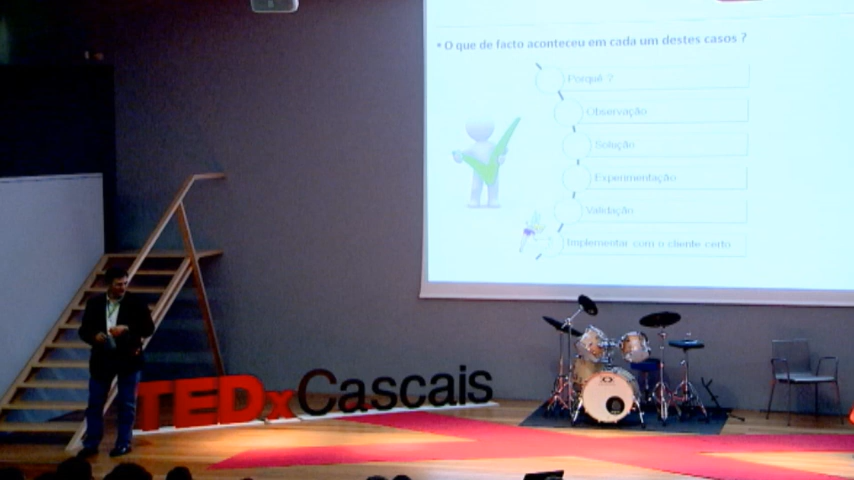 • O que de facto aconteceu em cada um destes casos ?
Porquê ?
Observação
Solução
Experimentação
Validação
Implementar com o cliente certo
TEDxCascais